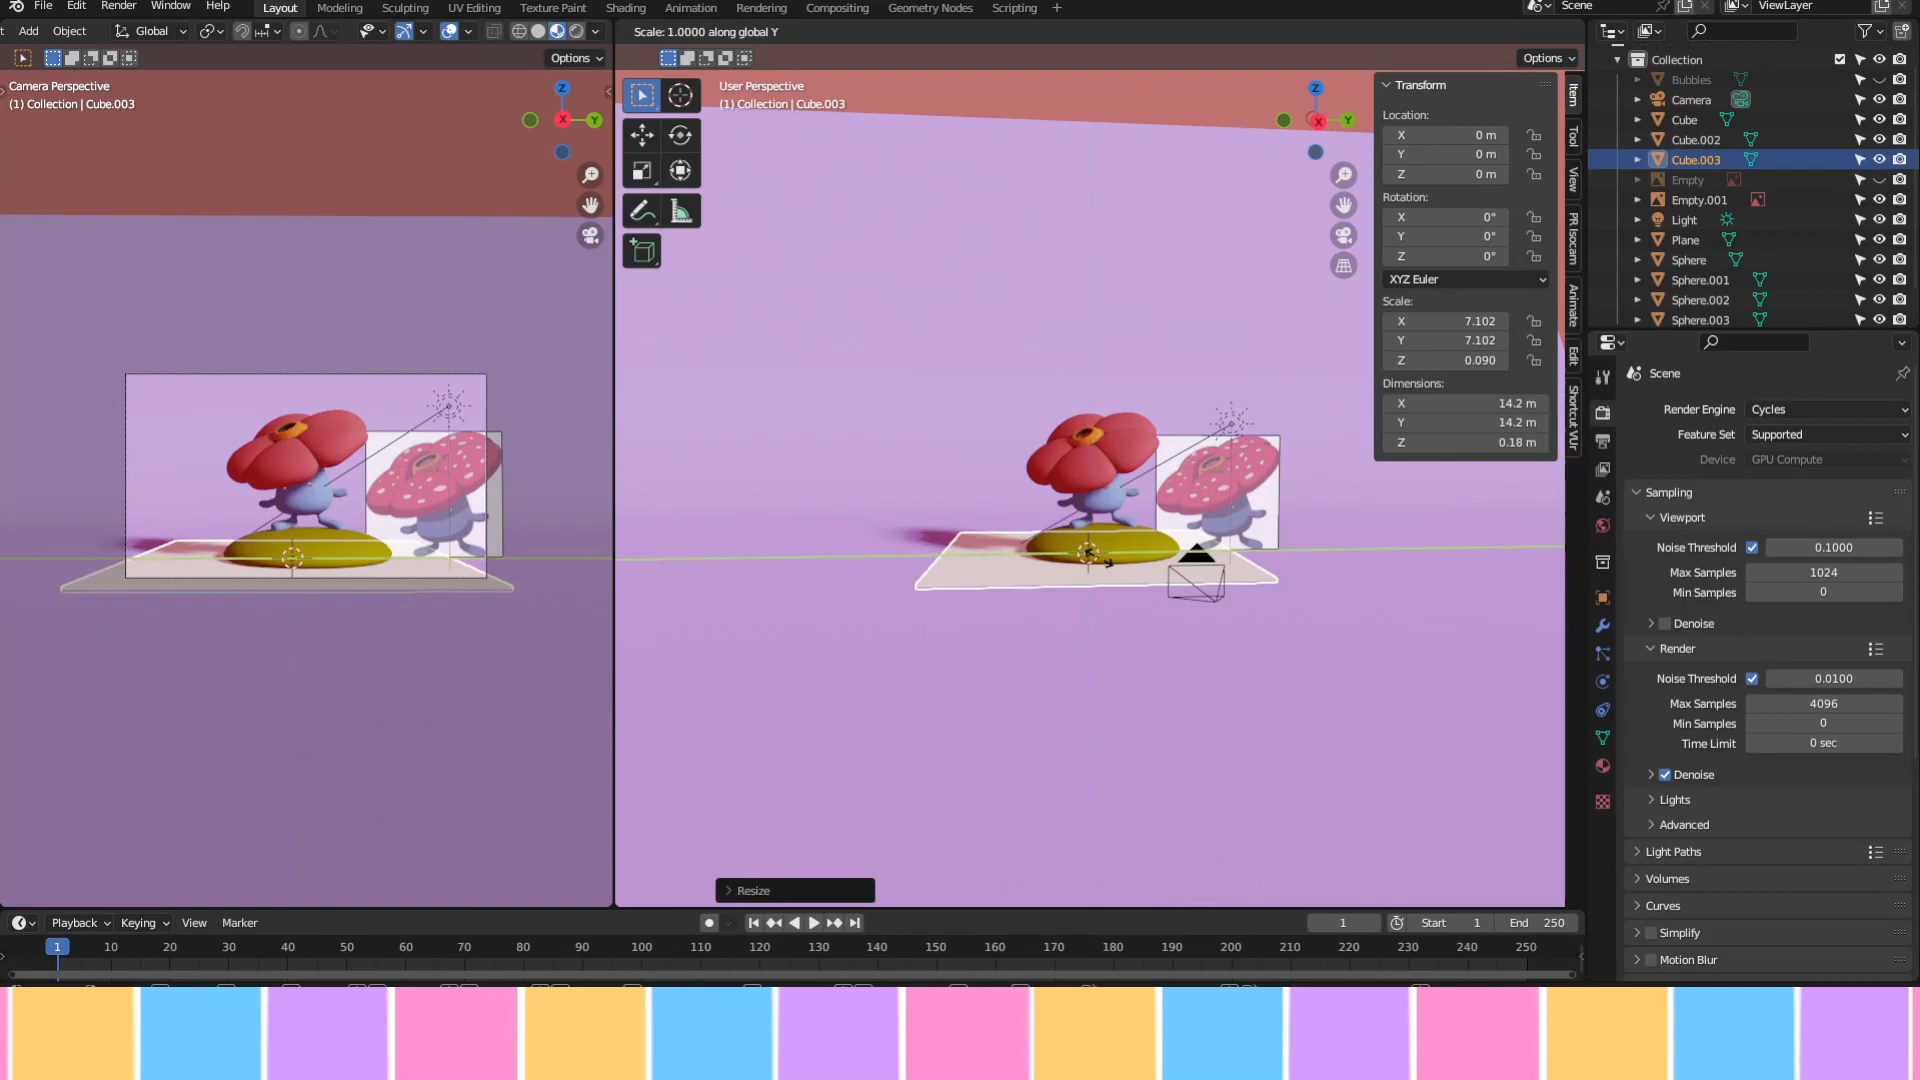 File Edit Render Window Help Layout Modeling Sculpting UV Editing Texture Paint Shading Animation Rendering Compositing Geometry Nodes Scripting +
Scene ViewLayer
Add Object Global
Scale: 1.0000 along global Y
Options
Options
Camera Perspective
(1) Collection | Cube.003
Z
X
Y
User Perspective
(1) Collection | Cube.003
Z
X
Y
Transform
Location:
X 0 m
Y 0 m
Z 0 m
Rotation:
X 0°
Y 0°
Z 0°
XYZ Euler
Scale:
X 7.102
Y 7.102
Z 0.090
Dimensions:
X 14.2 m
Y 14.2 m
Z 0.18 m
Item
Tool
View
PR Isocam
Animate
Edit
Shortcut VUr
Collection
Bubbles
Camera
Cube
Cube.002
Cube.003
Empty
Empty.001
Light
Plane
Sphere
Sphere.001
Sphere.002
Sphere.003
Scene
Render Engine Cycles
Feature Set Supported
Device GPU Compute
Sampling
Viewport
Noise Threshold 0.1000
Max Samples 1024
Min Samples 0
Denoise
Render
Noise Threshold 0.0100
Max Samples 4096
Min Samples 0
Time Limit 0 sec
Denoise
Lights
Advanced
Light Paths
Volumes
Curves
Simplify
Motion Blur
Resize
Playback Keying View Marker
1 Start 1 End 250
1 10 20 30 40 50 60 70 80 90 100 110 120 130 140 150 160 170 180 190 200 210 220 230 240 250